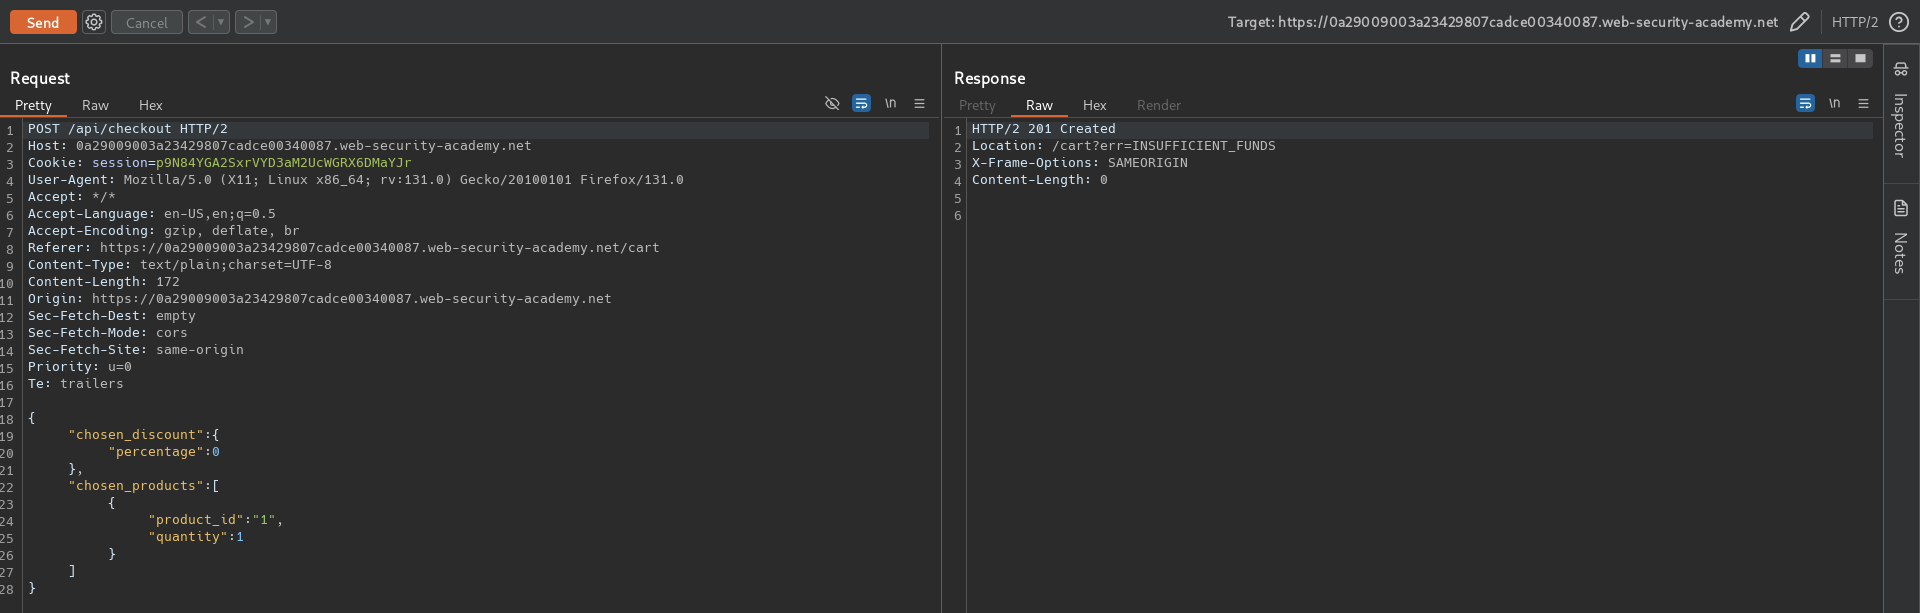 Send Cancel < > Target: https://0a29009003a23429807cadce00340087.web-security-academy.net HTTP/2
Request
Pretty Raw Hex \n
1 POST /api/checkout HTTP/2
2 Host: 0a29009003a23429807cadce00340087.web-security-academy.net
3 Cookie: session=p9N84YGA2SxrVYD3aM2UcWGRX6DMaYJr
4 User-Agent: Mozilla/5.0 (X11; Linux x86_64; rv:131.0) Gecko/20100101 Firefox/131.0
5 Accept: */*
6 Accept-Language: en-US,en;q=0.5
7 Accept-Encoding: gzip, deflate, br
8 Referer: https://0a29009003a23429807cadce00340087.web-security-academy.net/cart
9 Content-Type: text/plain;charset=UTF-8
10 Content-Length: 172
11 Origin: https://0a29009003a23429807cadce00340087.web-security-academy.net
12 Sec-Fetch-Dest: empty
13 Sec-Fetch-Mode: cors
14 Sec-Fetch-Site: same-origin
15 Priority: u=0
16 Te: trailers
17
18 {
19 "chosen_discount":{
20 "percentage":0
21 },
22 "chosen_products":[
23 {
24 "product_id":"1",
25 "quantity":1
26 }
27 ]
28 }
Response
Pretty Raw Hex Render \n
1 HTTP/2 201 Created
2 Location: /cart?err=INSUFFICIENT_FUNDS
3 X-Frame-Options: SAMEORIGIN
4 Content-Length: 0
5
6
Inspector
Notes